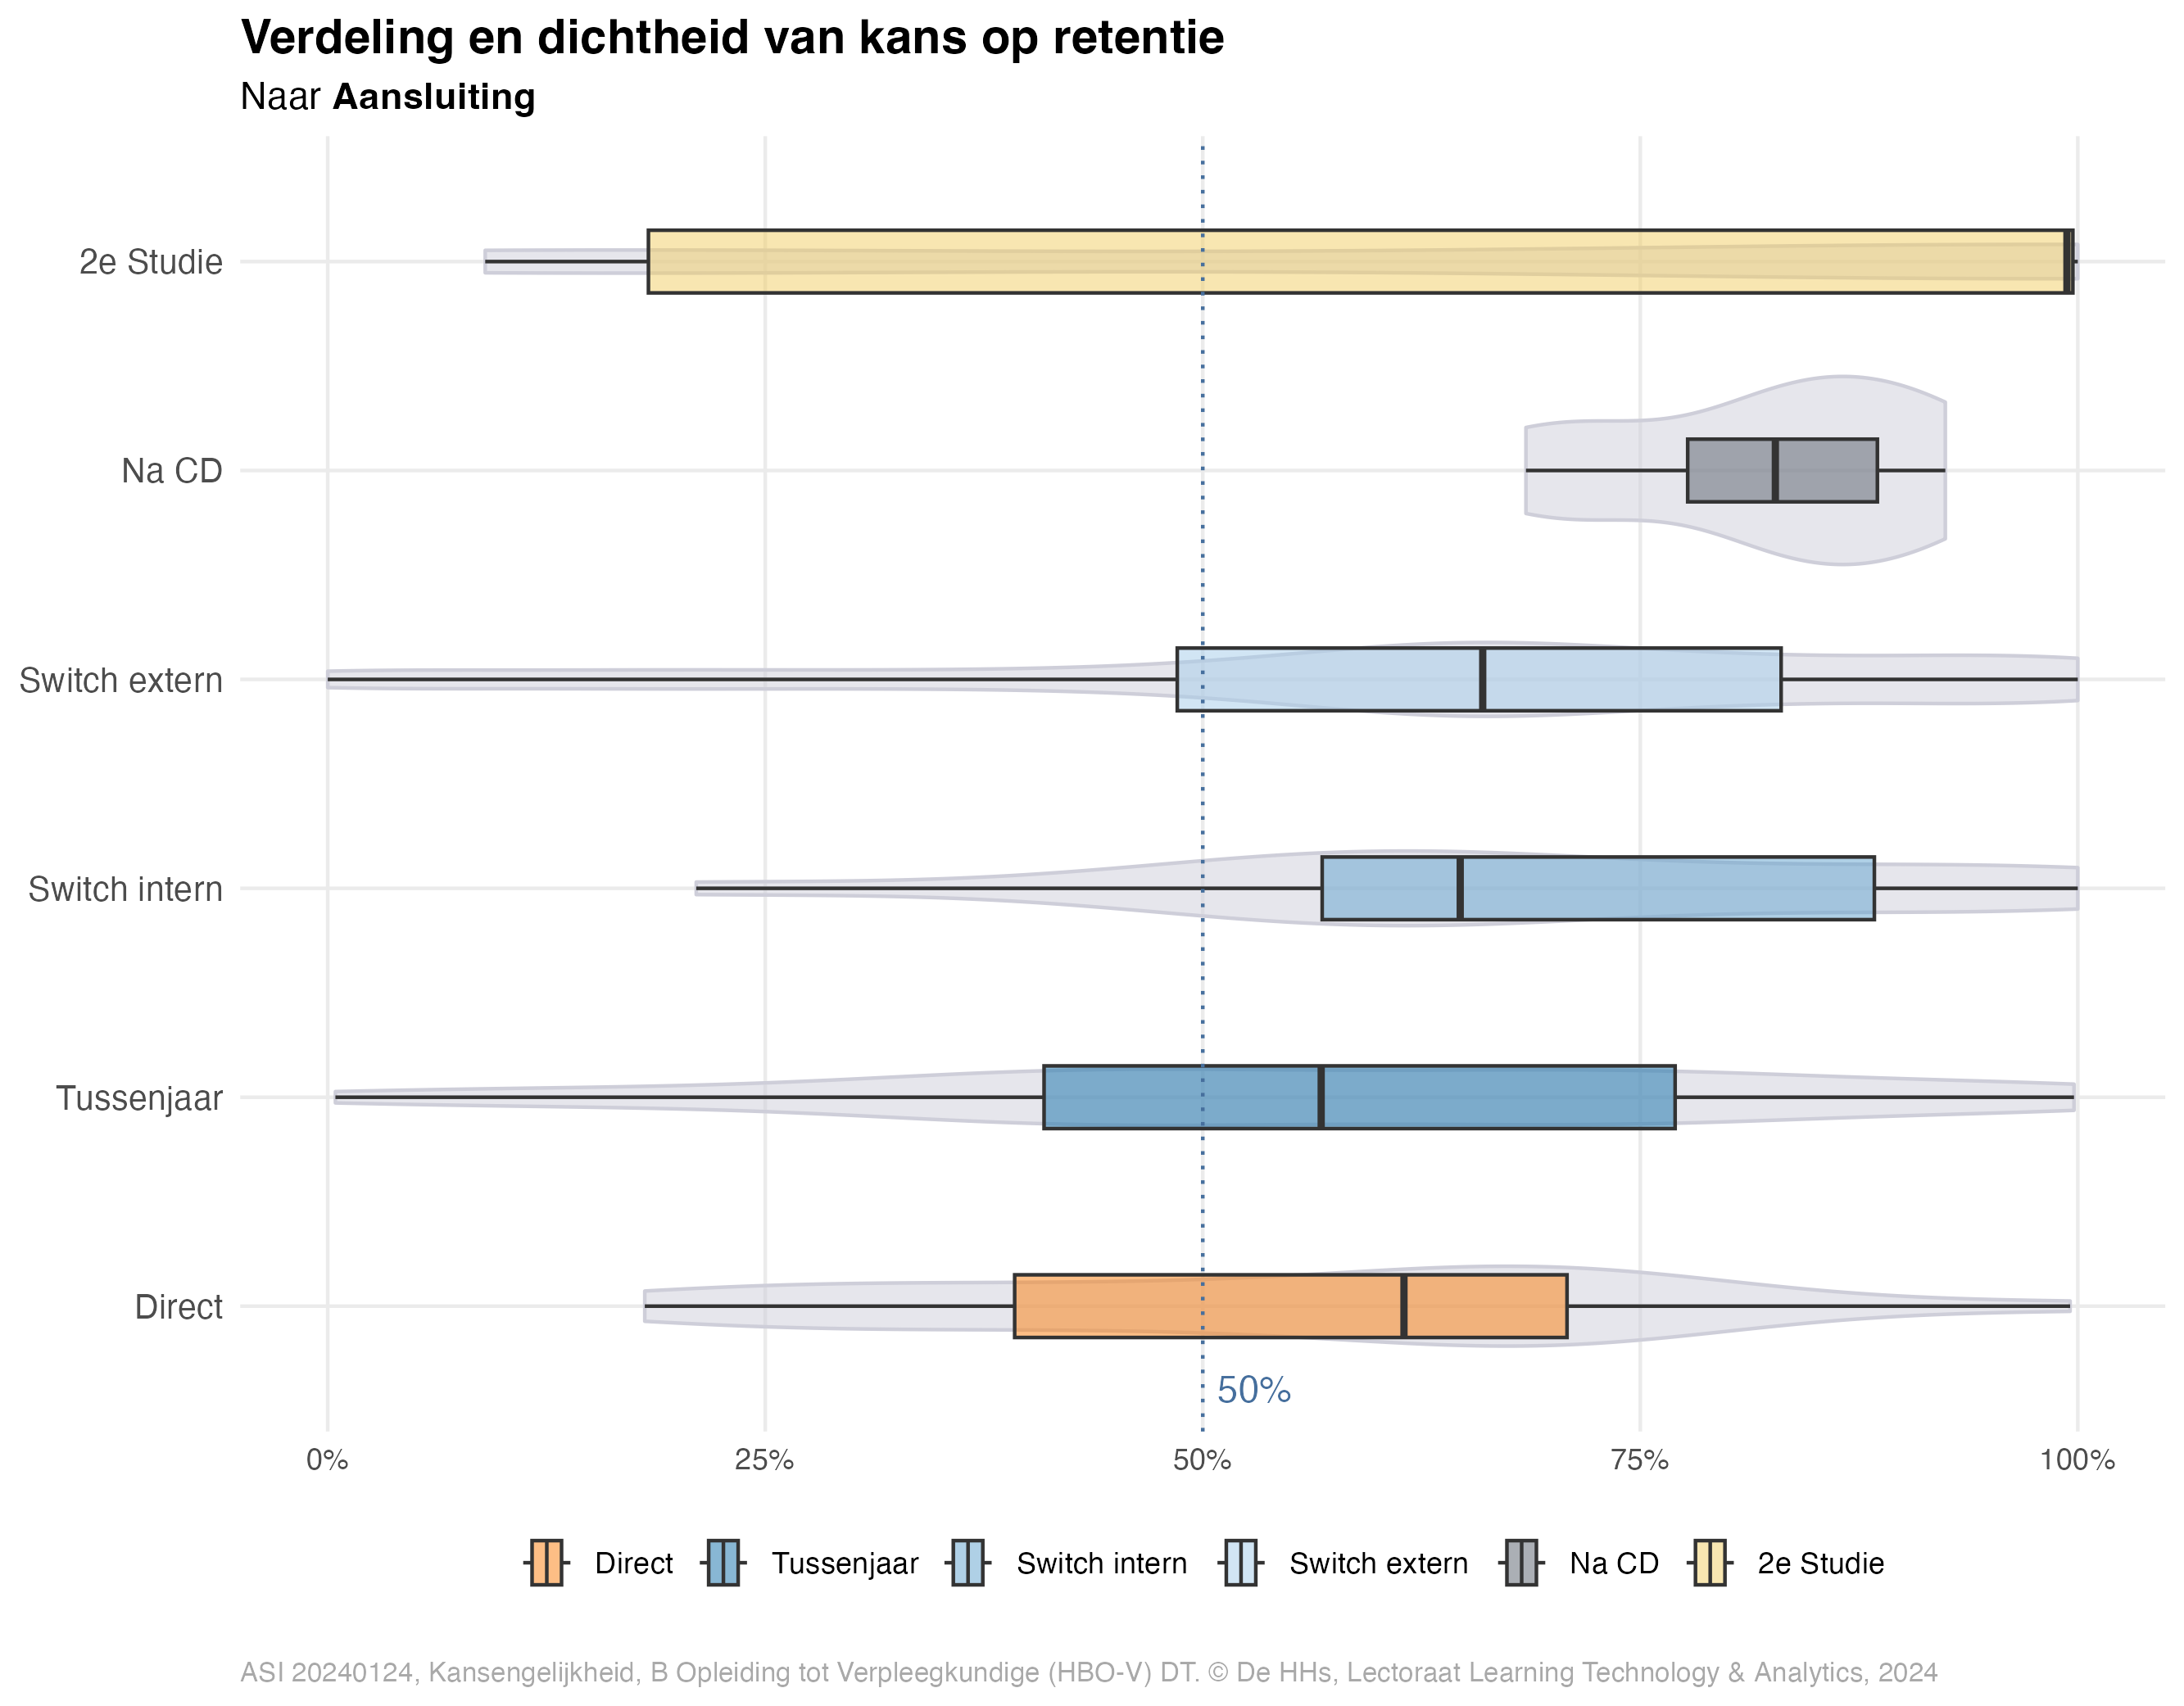 Verdeling en dichtheid van kans op retentie
Naar Aansluiting
2e Studie
Na CD
Switch extern
Switch intern
Tussenjaar
Direct
50%
0% 25% 50% 75% 100%
Direct Tussenjaar Switch intern Switch extern Na CD 2e Studie
ASI 20240124, Kansengelijkheid, B Opleiding tot Verpleegkundige (HBO-V) DT. © De HHs, Lectoraat Learning Technology & Analytics, 2024